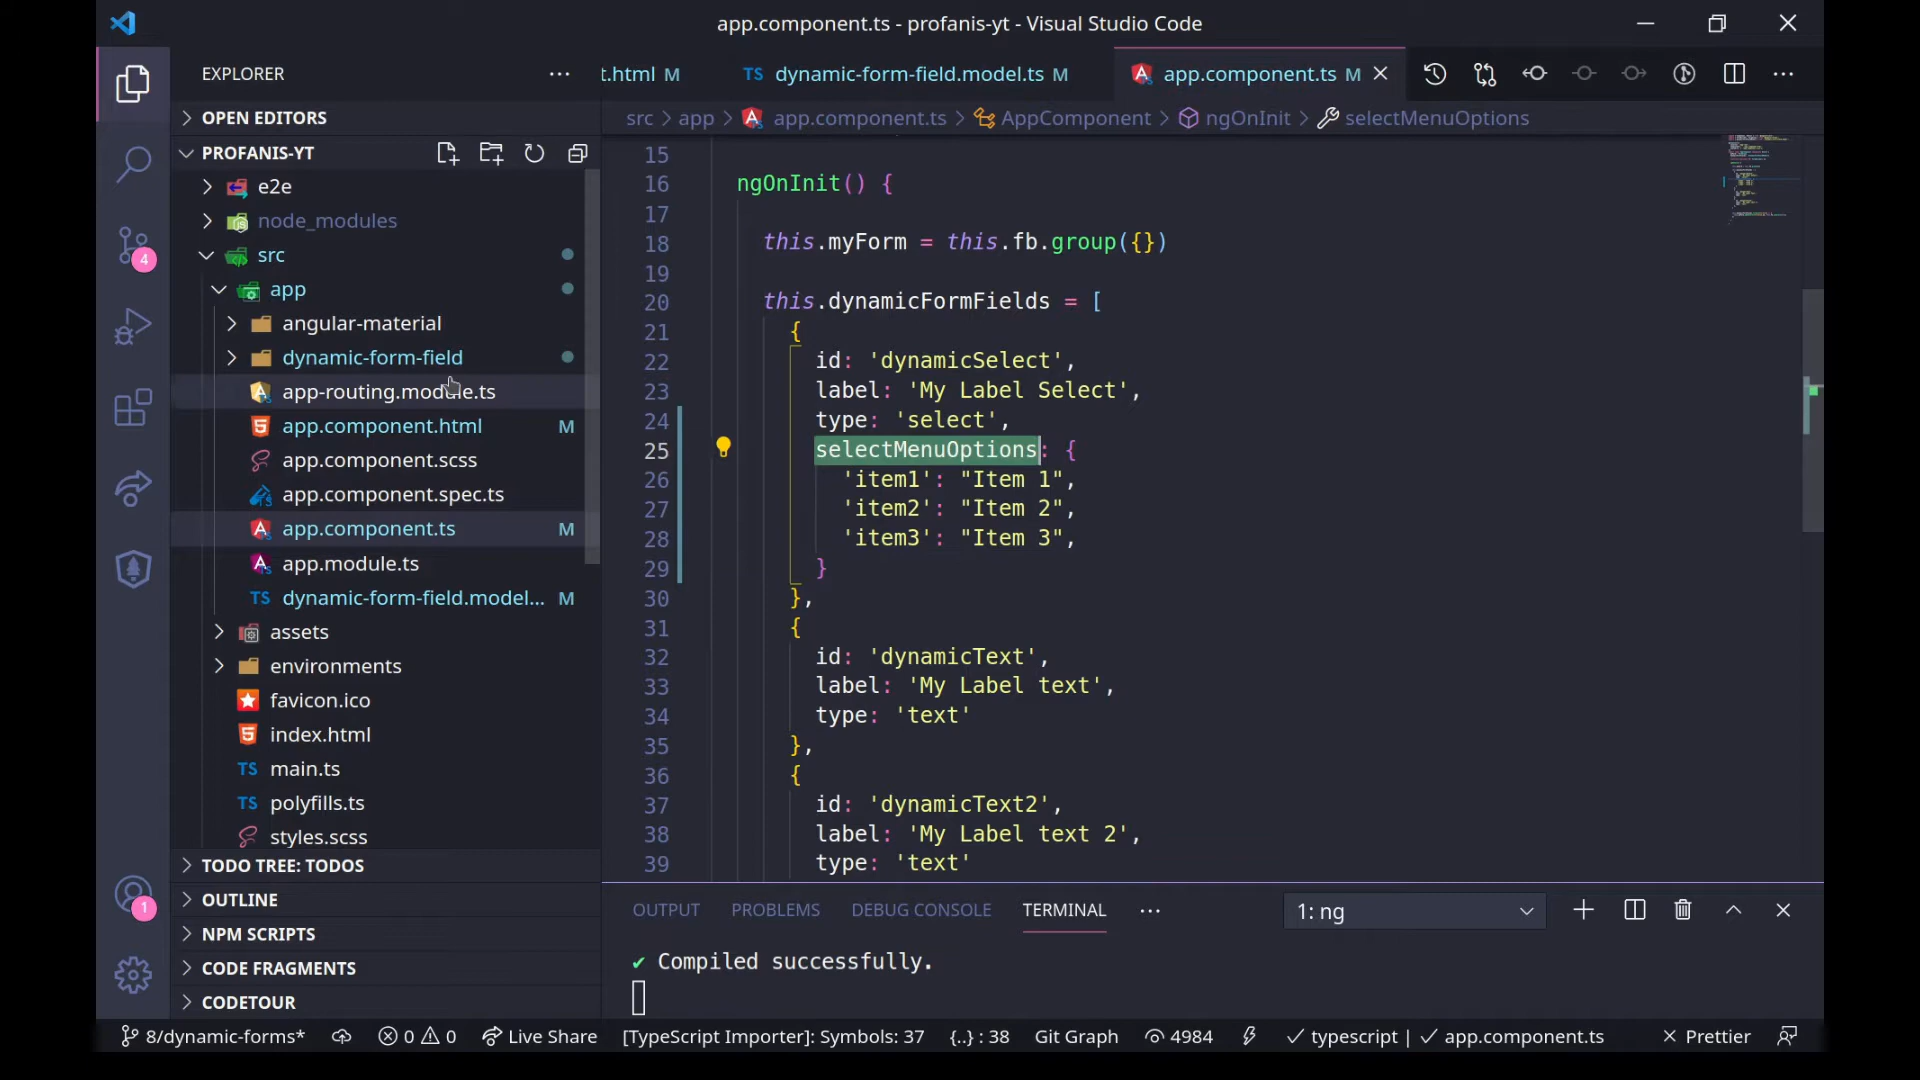 app.component.ts - profanis-yt - Visual Studio Code
EXPLORER
t.html M
TS dynamic-form-field.model.ts M
app.component.ts M
OPEN EDITORS
src > app > app.component.ts > AppComponent > ngOnInit > selectMenuOptions
PROFANIS-YT
e2e
node_modules
src
app
angular-material
dynamic-form-field
app-routing.module.ts
app.component.html M
app.component.scss
app.component.spec.ts
app.component.ts M
app.module.ts
TS dynamic-form-field.model... M
assets
environments
favicon.ico
index.html
TS main.ts
TS polyfills.ts
styles.scss
TODO TREE: TODOS
OUTLINE
NPM SCRIPTS
CODE FRAGMENTS
CODETOUR
4
1
15
16 ngOnInit() {
17
18 this.myForm = this.fb.group({})
19
20 this.dynamicFormFields = [
21 {
22 id: 'dynamicSelect',
23 label: 'My Label Select',
24 type: 'select',
25 selectMenuOptions: {
26 'item1': "Item 1",
27 'item2': "Item 2",
28 'item3': "Item 3",
29 }
30 },
31 {
32 id: 'dynamicText',
33 label: 'My Label text',
34 type: 'text'
35 },
36 {
37 id: 'dynamicText2',
38 label: 'My Label text 2',
39 type: 'text'
OUTPUT PROBLEMS DEBUG CONSOLE TERMINAL ... 1: ng
✔ Compiled successfully.
8/dynamic-forms* 0 0 Live Share [TypeScript Importer]: Symbols: 37 {..} : 38 Git Graph 4984 ✓ typescript | ✓ app.component.ts × Prettier